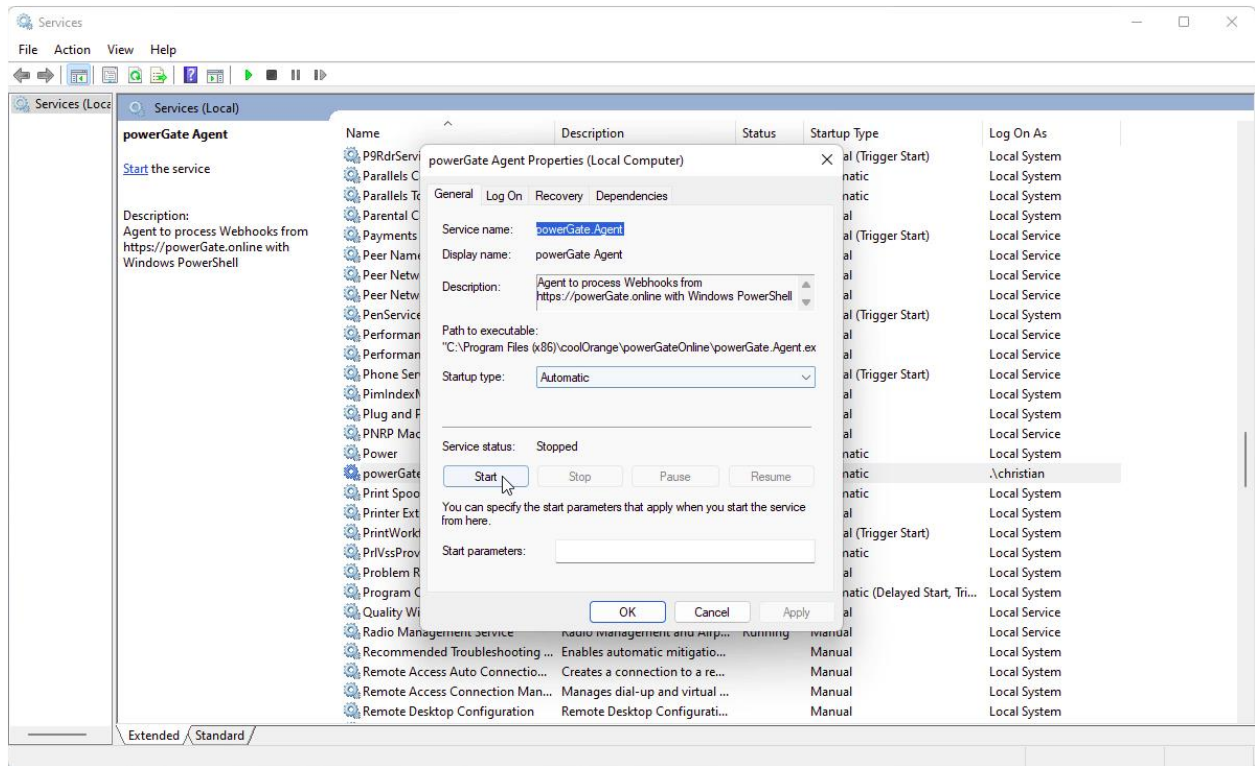 Services
File Action View Help
Services (Loca
Services (Local)
powerGate Agent
Start the service
Description:
Agent to process Webhooks from
https://powerGate.online with
Windows PowerShell
Name Description Status Startup Type Log On As
P9RdrServi al (Trigger Start) Local System
Parallels C matic Local System
Parallels To matic Local System
Parental C al Local System
Payments al (Trigger Start) Local Service
Peer Name al Local Service
Peer Netw al Local Service
Peer Netw al Local Service
PenService al (Trigger Start) Local System
Performan al Local Service
Performan al Local Service
Phone Ser al (Trigger Start) Local Service
PimIndexM al Local System
Plug and P al Local System
PNRP Mac al Local Service
Power matic Local System
powerGate matic .\christian
Print Spoo matic Local System
Printer Ext al Local System
PrintWorkf al (Trigger Start) Local System
PrlVssProv matic Local System
Problem R al Local System
Program C matic (Delayed Start, Tri... Local System
Quality Wi al Local Service
Radio Management Service Radio Management and Airp... Running Manual Local Service
Recommended Troubleshooting ... Enables automatic mitigatio... Manual Local System
Remote Access Auto Connectio... Creates a connection to a re... Manual Local System
Remote Access Connection Man... Manages dial-up and virtual ... Manual Local System
Remote Desktop Configuration Remote Desktop Configurati... Manual Local System
powerGate Agent Properties (Local Computer)
General Log On Recovery Dependencies
Service name: powerGate.Agent
Display name: powerGate Agent
Description: Agent to process Webhooks from
https://powerGate.online with Windows PowerShell
Path to executable:
"C:\Program Files (x86)\coolOrange\powerGateOnline\powerGate.Agent.ex
Startup type: Automatic
Service status: Stopped
Start Stop Pause Resume
You can specify the start parameters that apply when you start the service
from here.
Start parameters:
OK Cancel Apply
Extended Standard